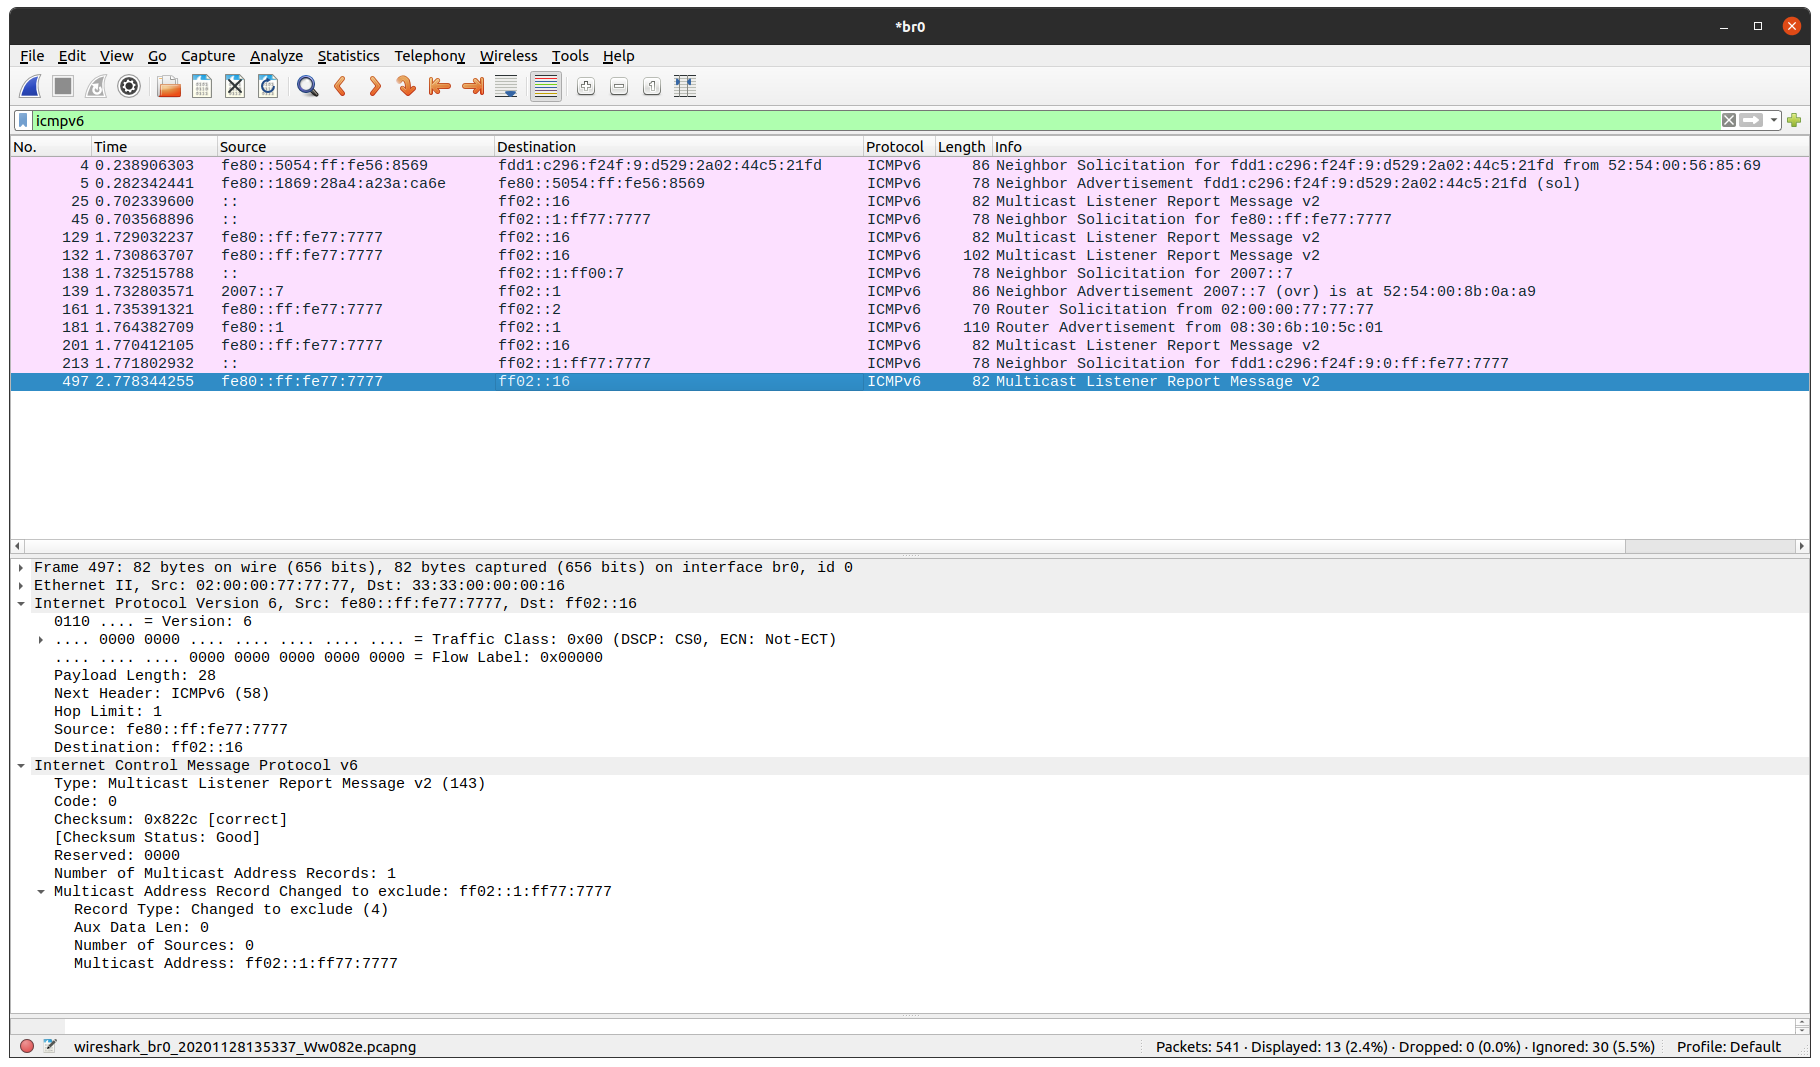 *br0
File Edit View Go Capture Analyze Statistics Telephony Wireless Tools Help
icmpv6
No. Time Source Destination Protocol Length Info
4 0.238906303 fe80::5054:ff:fe56:8569 fdd1:c296:f24f:9:d529:2a02:44c5:21fd ICMPv6 86 Neighbor Solicitation for fdd1:c296:f24f:9:d529:2a02:44c5:21fd from 52:54:00:56:85:69
5 0.282342441 fe80::1869:28a4:a23a:ca6e fe80::5054:ff:fe56:8569 ICMPv6 78 Neighbor Advertisement fdd1:c296:f24f:9:d529:2a02:44c5:21fd (sol)
25 0.702339600 :: ff02::16 ICMPv6 82 Multicast Listener Report Message v2
45 0.703568896 :: ff02::1:ff77:7777 ICMPv6 78 Neighbor Solicitation for fe80::ff:fe77:7777
129 1.729032237 fe80::ff:fe77:7777 ff02::16 ICMPv6 82 Multicast Listener Report Message v2
132 1.730863707 fe80::ff:fe77:7777 ff02::16 ICMPv6 102 Multicast Listener Report Message v2
138 1.732515788 :: ff02::1:ff00:7 ICMPv6 78 Neighbor Solicitation for 2007::7
139 1.732803571 2007::7 ff02::1 ICMPv6 86 Neighbor Advertisement 2007::7 (ovr) is at 52:54:00:8b:0a:a9
161 1.735391321 fe80::ff:fe77:7777 ff02::2 ICMPv6 70 Router Solicitation from 02:00:00:77:77:77
181 1.764382709 fe80::1 ff02::1 ICMPv6 110 Router Advertisement from 08:30:6b:10:5c:01
201 1.770412105 fe80::ff:fe77:7777 ff02::16 ICMPv6 82 Multicast Listener Report Message v2
213 1.771802932 :: ff02::1:ff77:7777 ICMPv6 78 Neighbor Solicitation for fdd1:c296:f24f:9:0:ff:fe77:7777
497 2.778344255 fe80::ff:fe77:7777 ff02::16 ICMPv6 82 Multicast Listener Report Message v2
Frame 497: 82 bytes on wire (656 bits), 82 bytes captured (656 bits) on interface br0, id 0
Ethernet II, Src: 02:00:00:77:77:77, Dst: 33:33:00:00:00:16
Internet Protocol Version 6, Src: fe80::ff:fe77:7777, Dst: ff02::16
0110 .... = Version: 6
.... 0000 0000 .... .... .... .... .... = Traffic Class: 0x00 (DSCP: CS0, ECN: Not-ECT)
.... .... .... 0000 0000 0000 0000 0000 = Flow Label: 0x00000
Payload Length: 28
Next Header: ICMPv6 (58)
Hop Limit: 1
Source: fe80::ff:fe77:7777
Destination: ff02::16
Internet Control Message Protocol v6
Type: Multicast Listener Report Message v2 (143)
Code: 0
Checksum: 0x822c [correct]
[Checksum Status: Good]
Reserved: 0000
Number of Multicast Address Records: 1
Multicast Address Record Changed to exclude: ff02::1:ff77:7777
Record Type: Changed to exclude (4)
Aux Data Len: 0
Number of Sources: 0
Multicast Address: ff02::1:ff77:7777
wireshark_br0_20201128135337_Ww082e.pcapng Packets: 541 · Displayed: 13 (2.4%) · Dropped: 0 (0.0%) · Ignored: 30 (5.5%) Profile: Default